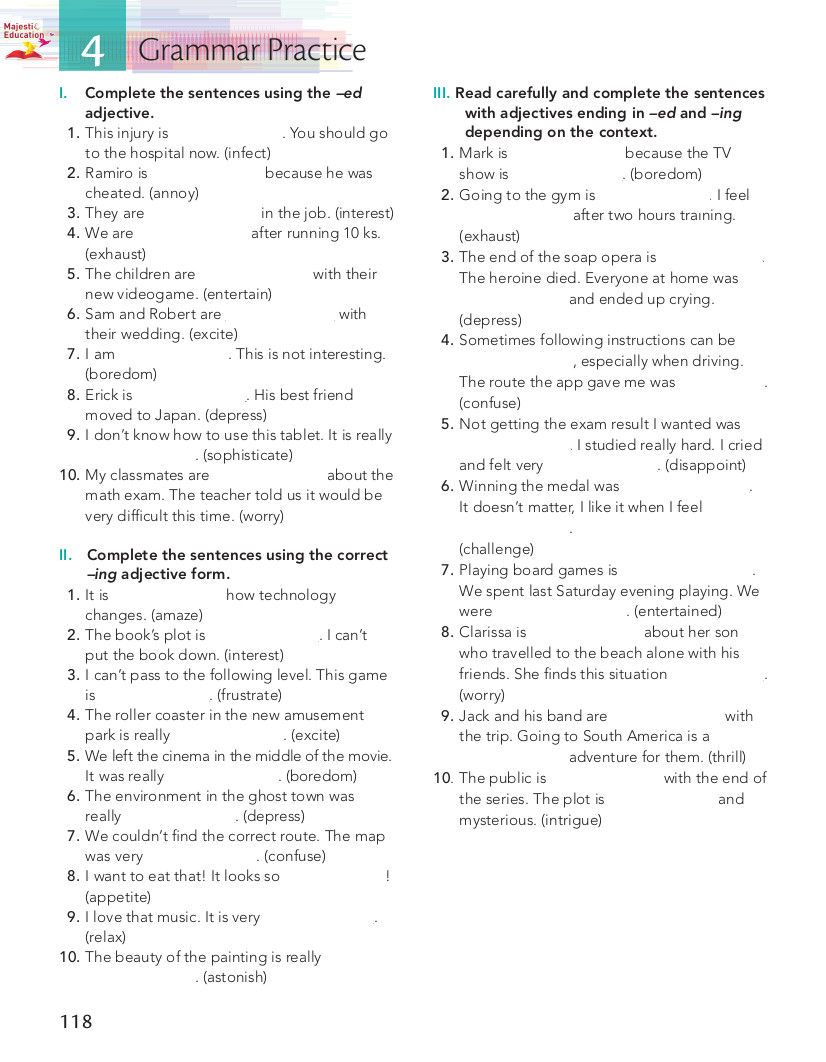 Majestic
Education
4 Grammar Practice
I. Complete the sentences using the –ed
adjective.
1. This injury is . You should go
to the hospital now. (infect)
2. Ramiro is because he was
cheated. (annoy)
3. They are in the job. (interest)
4. We are after running 10 ks.
(exhaust)
5. The children are with their
new videogame. (entertain)
6. Sam and Robert are with
their wedding. (excite)
7. I am . This is not interesting.
(boredom)
8. Erick is . His best friend
moved to Japan. (depress)
9. I don't know how to use this tablet. It is really
. (sophisticate)
10. My classmates are about the
math exam. The teacher told us it would be
very difficult this time. (worry)
II. Complete the sentences using the correct
–ing adjective form.
1. It is how technology
changes. (amaze)
2. The book's plot is . I can't
put the book down. (interest)
3. I can't pass to the following level. This game
is . (frustrate)
4. The roller coaster in the new amusement
park is really . (excite)
5. We left the cinema in the middle of the movie.
It was really . (boredom)
6. The environment in the ghost town was
really . (depress)
7. We couldn't find the correct route. The map
was very . (confuse)
8. I want to eat that! It looks so !
(appetite)
9. I love that music. It is very .
(relax)
10. The beauty of the painting is really
. (astonish)
III. Read carefully and complete the sentences
with adjectives ending in –ed and –ing
depending on the context.
1. Mark is because the TV
show is . (boredom)
2. Going to the gym is . I feel
after two hours training.
(exhaust)
3. The end of the soap opera is .
The heroine died. Everyone at home was
and ended up crying.
(depress)
4. Sometimes following instructions can be
, especially when driving.
The route the app gave me was .
(confuse)
5. Not getting the exam result I wanted was
. I studied really hard. I cried
and felt very . (disappoint)
6. Winning the medal was .
It doesn't matter, I like it when I feel
.
(challenge)
7. Playing board games is .
We spent last Saturday evening playing. We
were . (entertained)
8. Clarissa is about her son
who travelled to the beach alone with his
friends. She finds this situation .
(worry)
9. Jack and his band are with
the trip. Going to South America is a
adventure for them. (thrill)
10. The public is with the end of
the series. The plot is and
mysterious. (intrigue)
118